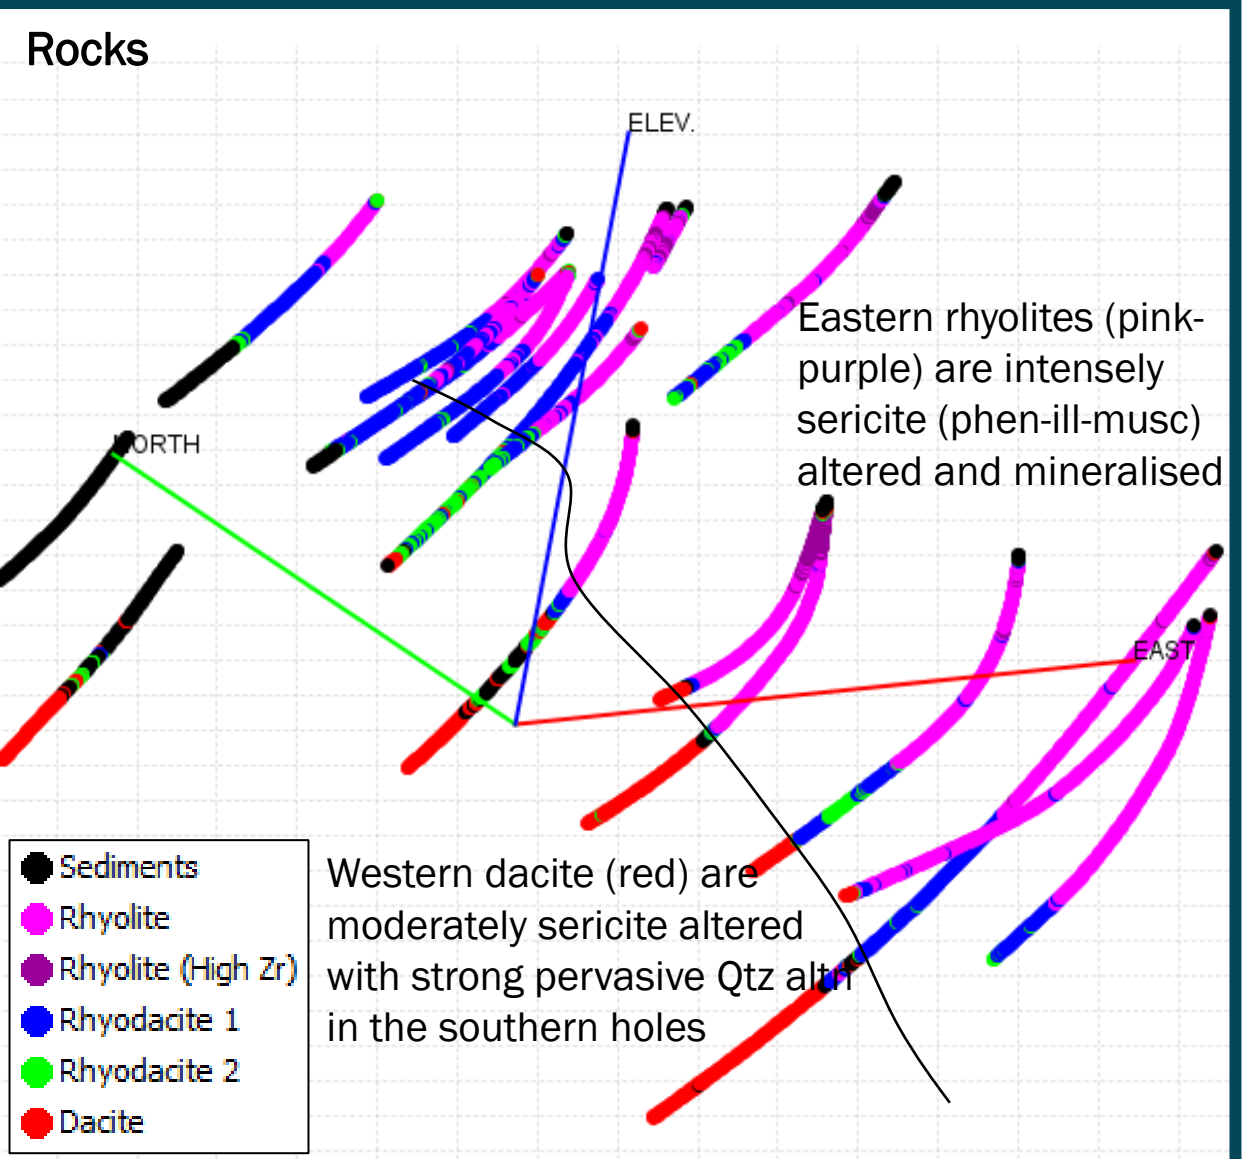 Rocks
ELEV.
Eastern rhyolites (pink-
purple) are intensely
sericite (phen-ill-musc)
altered and mineralised
NORTH
EAST
Sediments
Rhyolite
Rhyolite (High Zr)
Rhyodacite 1
Rhyodacite 2
Dacite
Western dacite (red) are
moderately sericite altered
with strong pervasive Qtz altn
in the southern holes